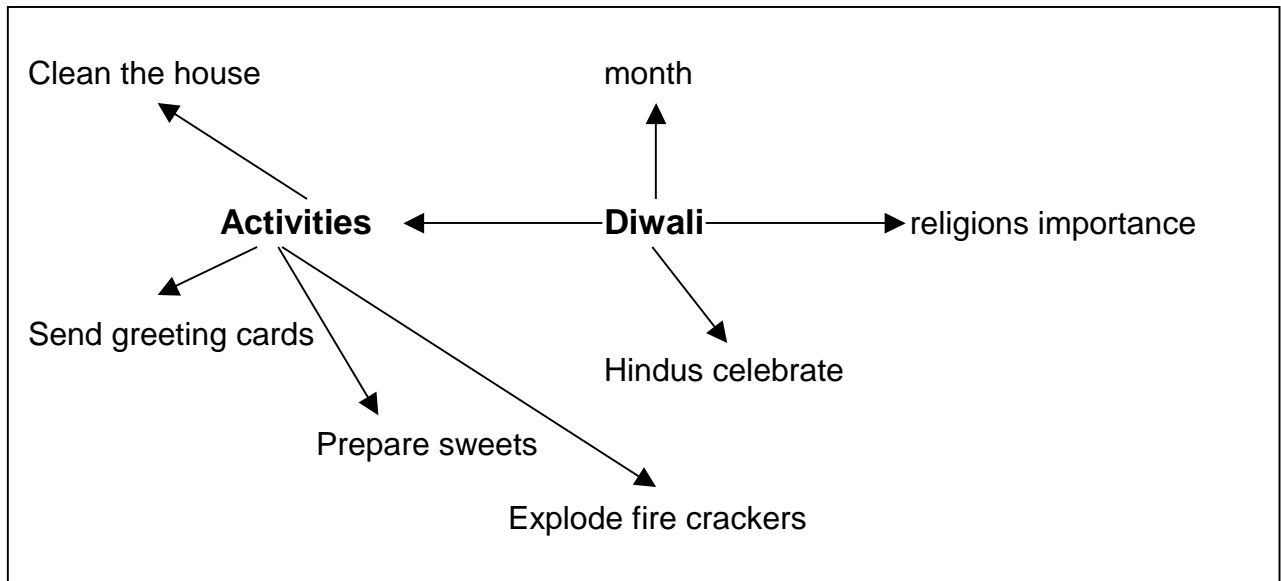 Clean the house
month
Activities
Diwali
religions importance
Send greeting cards
Hindus celebrate
Prepare sweets
Explode fire crackers